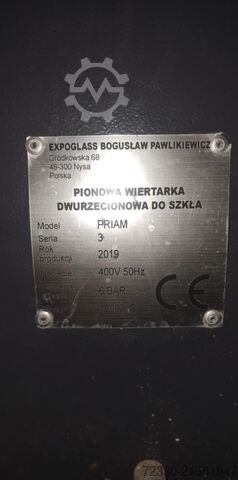 EXPOGLASS BOGUSŁAW PAWLIKIEWICZ
Grodkowska 68
48-300 Nysa
Polska
PIONOWA WIERTARKA
DWURZECIONOWA DO SZKŁA
Model PRIAM
Seria 3
Rok produkcji 2019
400V 50Hz
6 BAR
CE